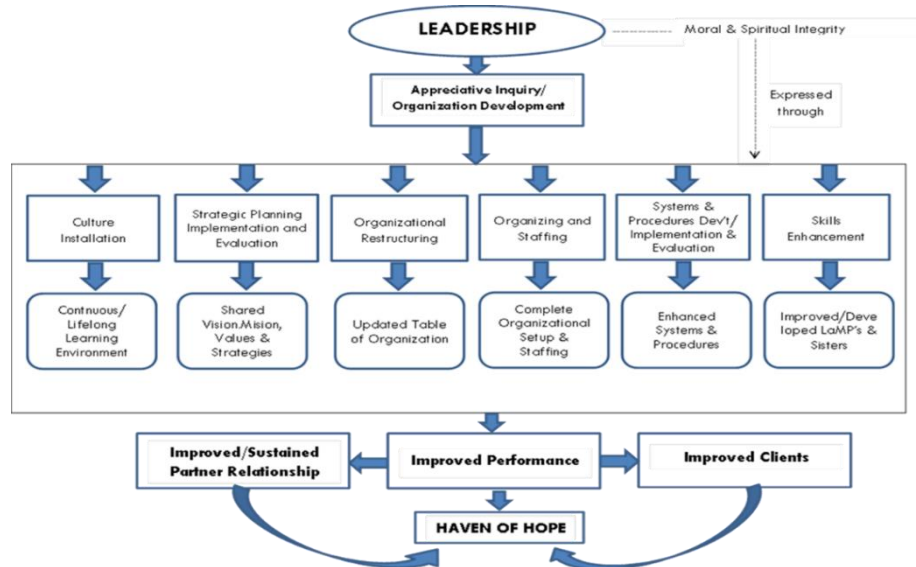 LEADERSHIP
Moral & Spiritual Integrity
Appreciative Inquiry/
Organization Development
Expressed
through
Culture
Installation
Strategic Planning
Implementation and
Evaluation
Organizational
Restructuring
Organizing and
Staffing
Systems &
Procedures Dev't/
Implementation &
Evaluation
Skills
Enhancement
Contnuous/
Lifelong
Learning
Environment
Shared
Vision.Mision,
Values &
Strategies
Updated Table
of Organization
Complete
Organizational
Setup &
Staffing
Enhanced
Systems &
Procedures
Improved/Deve
loped LaMP's &
Sisters
Improved/Sustained
Partner Relationship
Improved Performance
Improved Clients
HAVEN OF HOPE